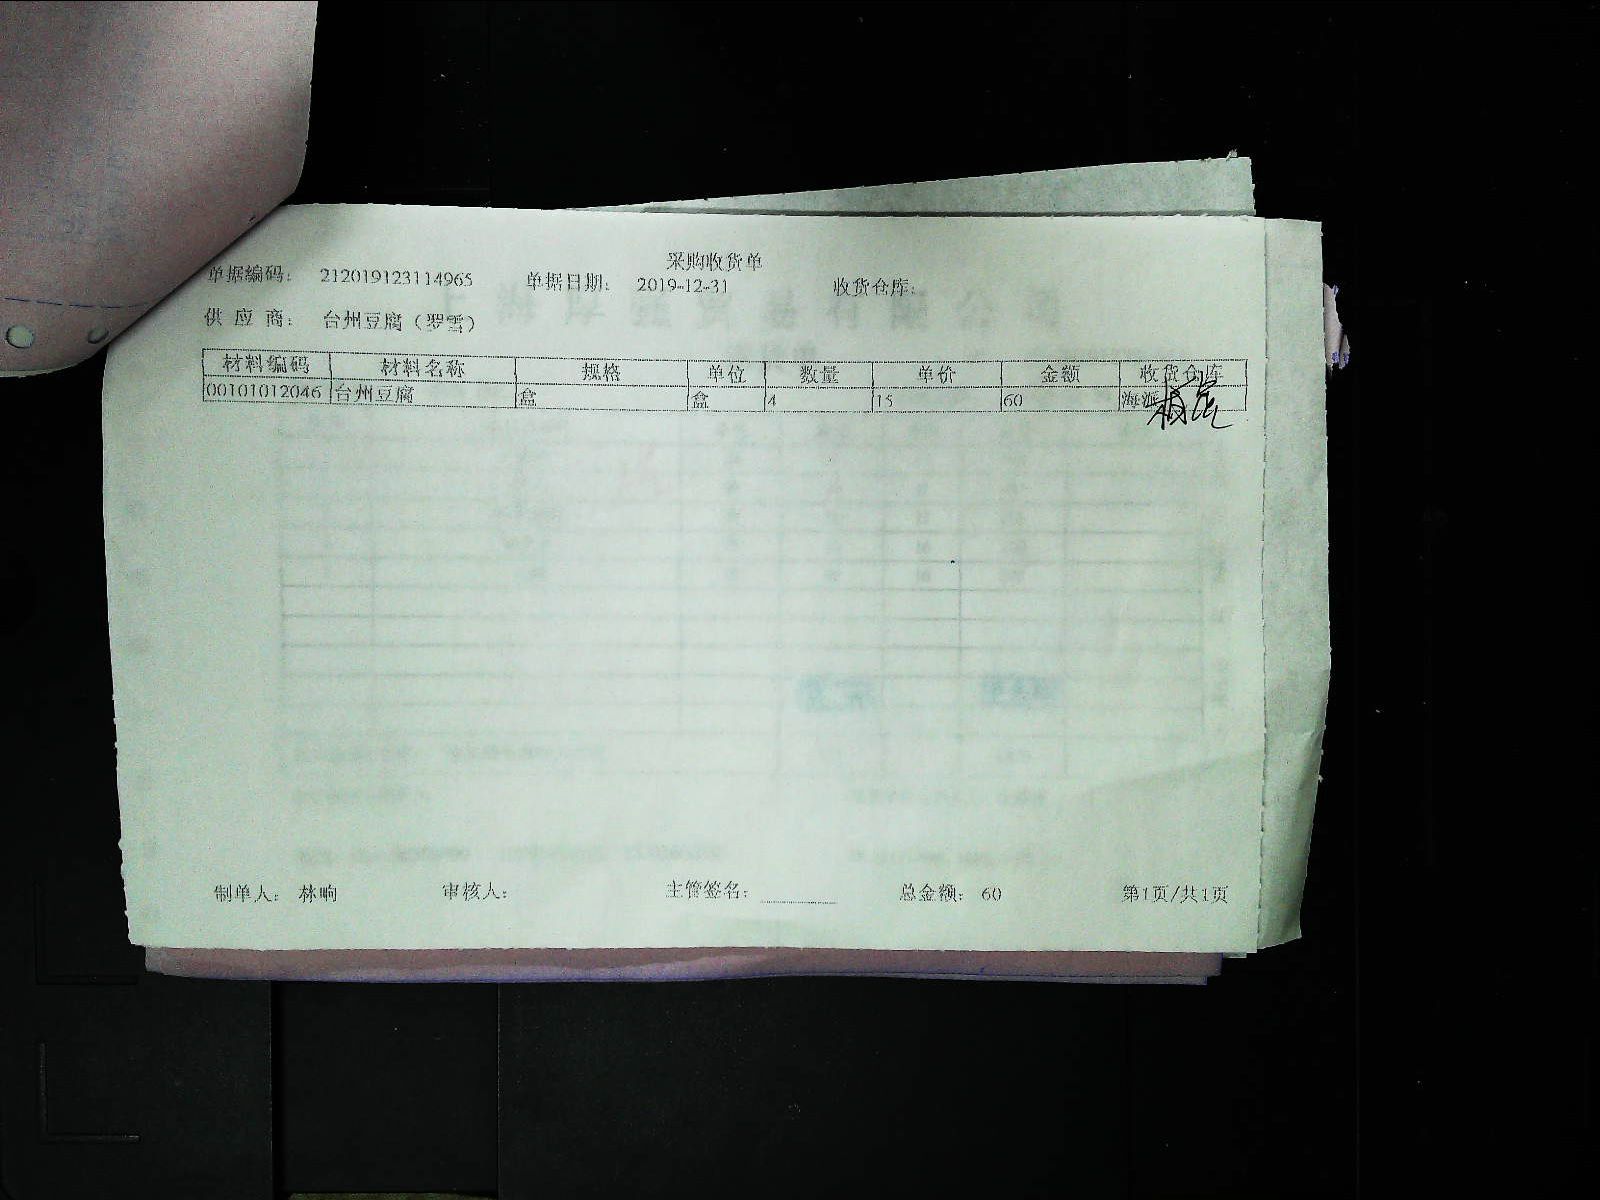 采购收货单
单据编码： 212019123114965 单据日期： 2019-12-31 收货仓库：
供 应 商： 台州豆腐（罗雪）
材料编码 材料名称 规格 单位 数量 单价 金额 收货仓库
00101012046 台州豆腐 盒 盒 4 15 60 海派
制单人： 林响 审核人： 主管签名： 总金额： 60 第1页/共1页